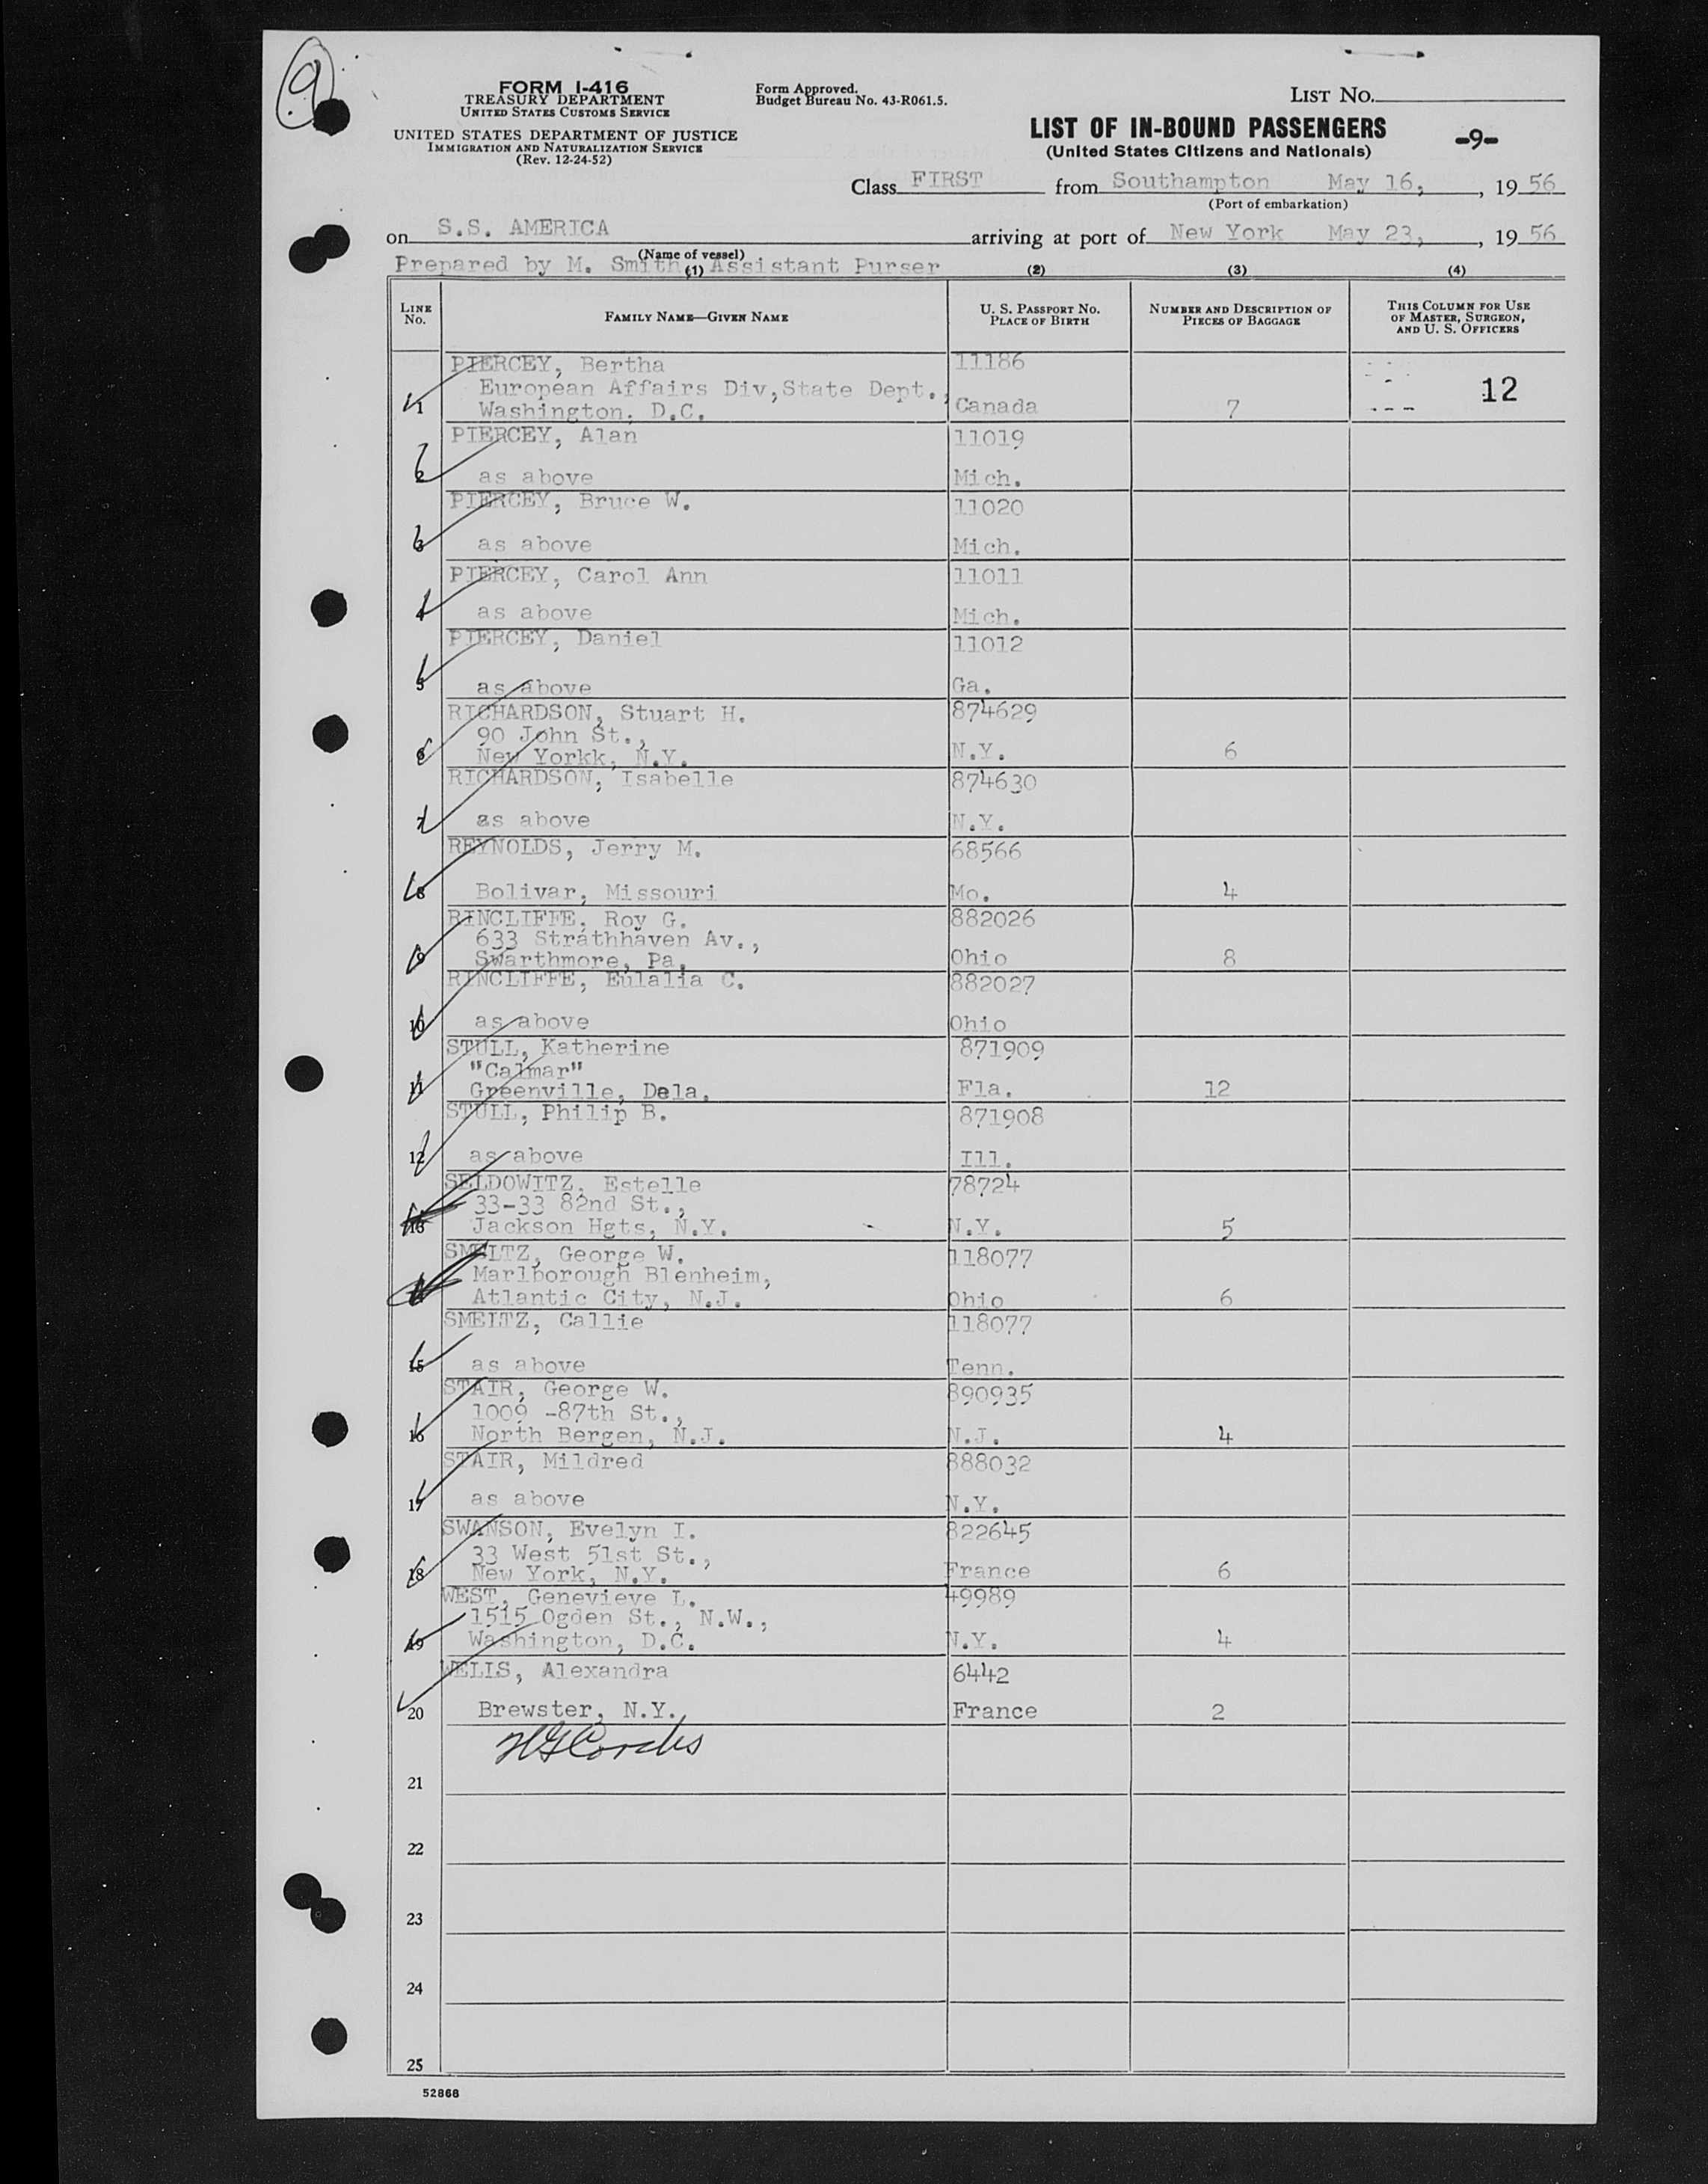 9
FORM I-416
TREASURY DEPARTMENT
UNITED STATES CUSTOMS SERVICE
UNITED STATES DEPARTMENT OF JUSTICE
IMMIGRATION AND NATURALIZATION SERVICE
(Rev. 12-24-52)
Form Approved.
Budget Bureau No. 43-R061.5.
LIST NO.
LIST OF IN-BOUND PASSENGERS
(United States Citizens and Nationals)
-9-
Class FIRST from Southampton May 16, , 19 56
(Port of embarkation)
on S.S. AMERICA arriving at port of New York May 23, , 19 56
(Name of vessel)
Prepared by M. Smith, Assistant Purser
(1) (2) (3) (4)
LINE No. FAMILY NAME—GIVEN NAME U. S. PASSPORT NO. PLACE OF BIRTH NUMBER AND DESCRIPTION OF PIECES OF BAGGAGE THIS COLUMN FOR USE OF MASTER, SURGEON, AND U. S. OFFICERS
PIERCEY, Bertha 11186
European Affairs Div,State Dept., 12
1 Washington, D.C. Canada 7
PIERCEY, Alan 11019
2 as above Mich.
PIERCEY, Bruce W. 11020
3 as above Mich.
PIERCEY, Carol Ann 11011
4 as above Mich.
PIERCEY, Daniel 11012
5 as above Ga.
RICHARDSON, Stuart H. 874629
90 John St.,
6 New Yorkk, N.Y. N.Y. 6
RICHARDSON, Isabelle 874630
7 as above N.Y.
REYNOLDS, Jerry M. 68566
8 Bolivar, Missouri Mo. 4
RINCLIFFE, Roy G. 882026
633 Strathhaven Av.,
9 Swarthmore, Pa. Ohio 8
RINCLIFFE, Eulalia C. 882027
10 as above Ohio
STULL, Katherine 871909
"Calmar"
11 Greenville, Dela. Fla. 12
STULL, Philip B. 871908
12 as above Ill.
SELDOWITZ, Estelle 78724
33-33 82nd St.,
13 Jackson Hgts, N.Y. N.Y. 5
SMELTZ, George W. 118077
Marlborough Blenheim,
14 Atlantic City, N.J. Ohio 6
SMELTZ, Callie 118077
15 as above Tenn.
STAIR, George W. 890935
1009 -87th St.,
16 North Bergen, N.J. N.J. 4
STAIR, Mildred 888032
17 as above N.Y.
SWANSON, Evelyn I. 822645
33 West 51st St.,
18 New York, N.Y. France 6
WEST, Genevieve L. 49989
1515 Ogden St., N.W.,
19 Washington, D.C. N.Y. 4
WELIS, Alexandra 6442
20 Brewster, N.Y. France 2
21
22
23
24
25
52868